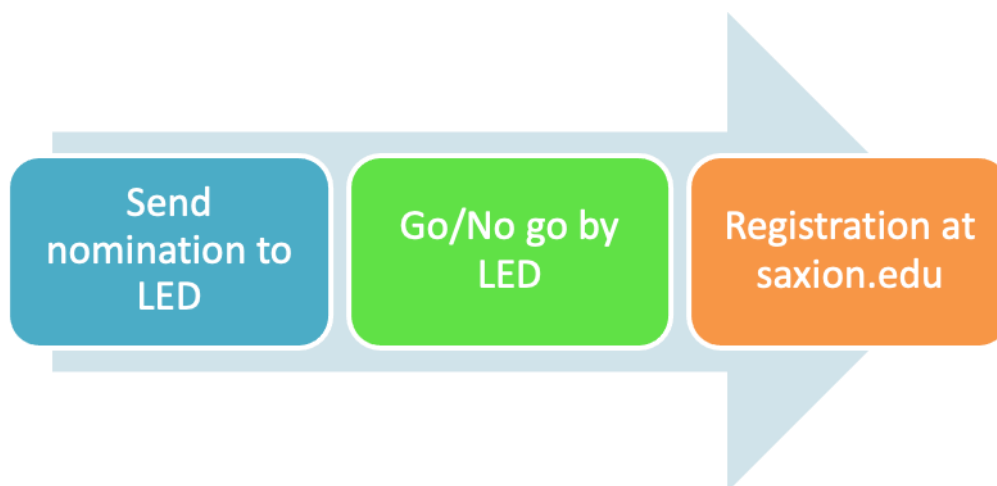 Send
nomination to
LED
Go/No go by
LED
Registration at
saxion.edu